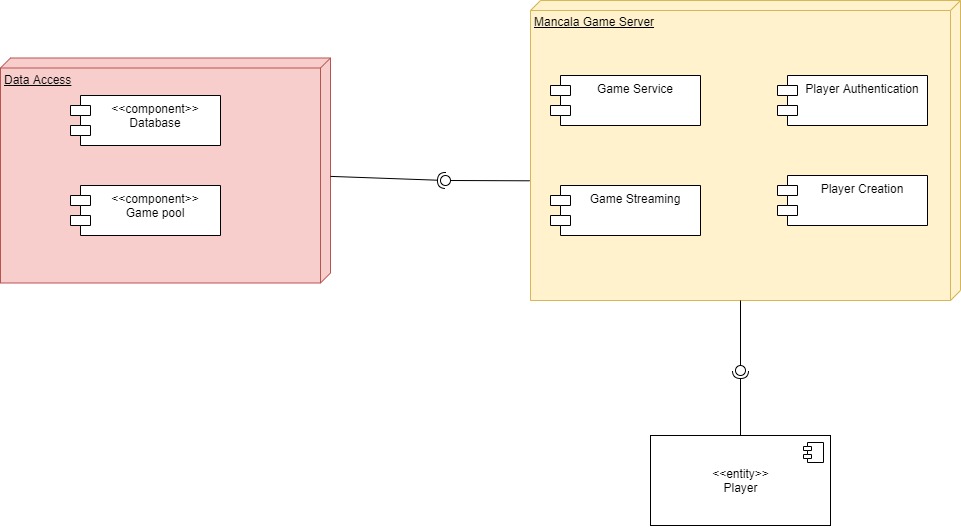 Mancala Game Server
Data Access
<<component>>
Database
<<component>>
Game pool
Game Service
Player Authentication
Game Streaming
Player Creation
<<entity>>
Player